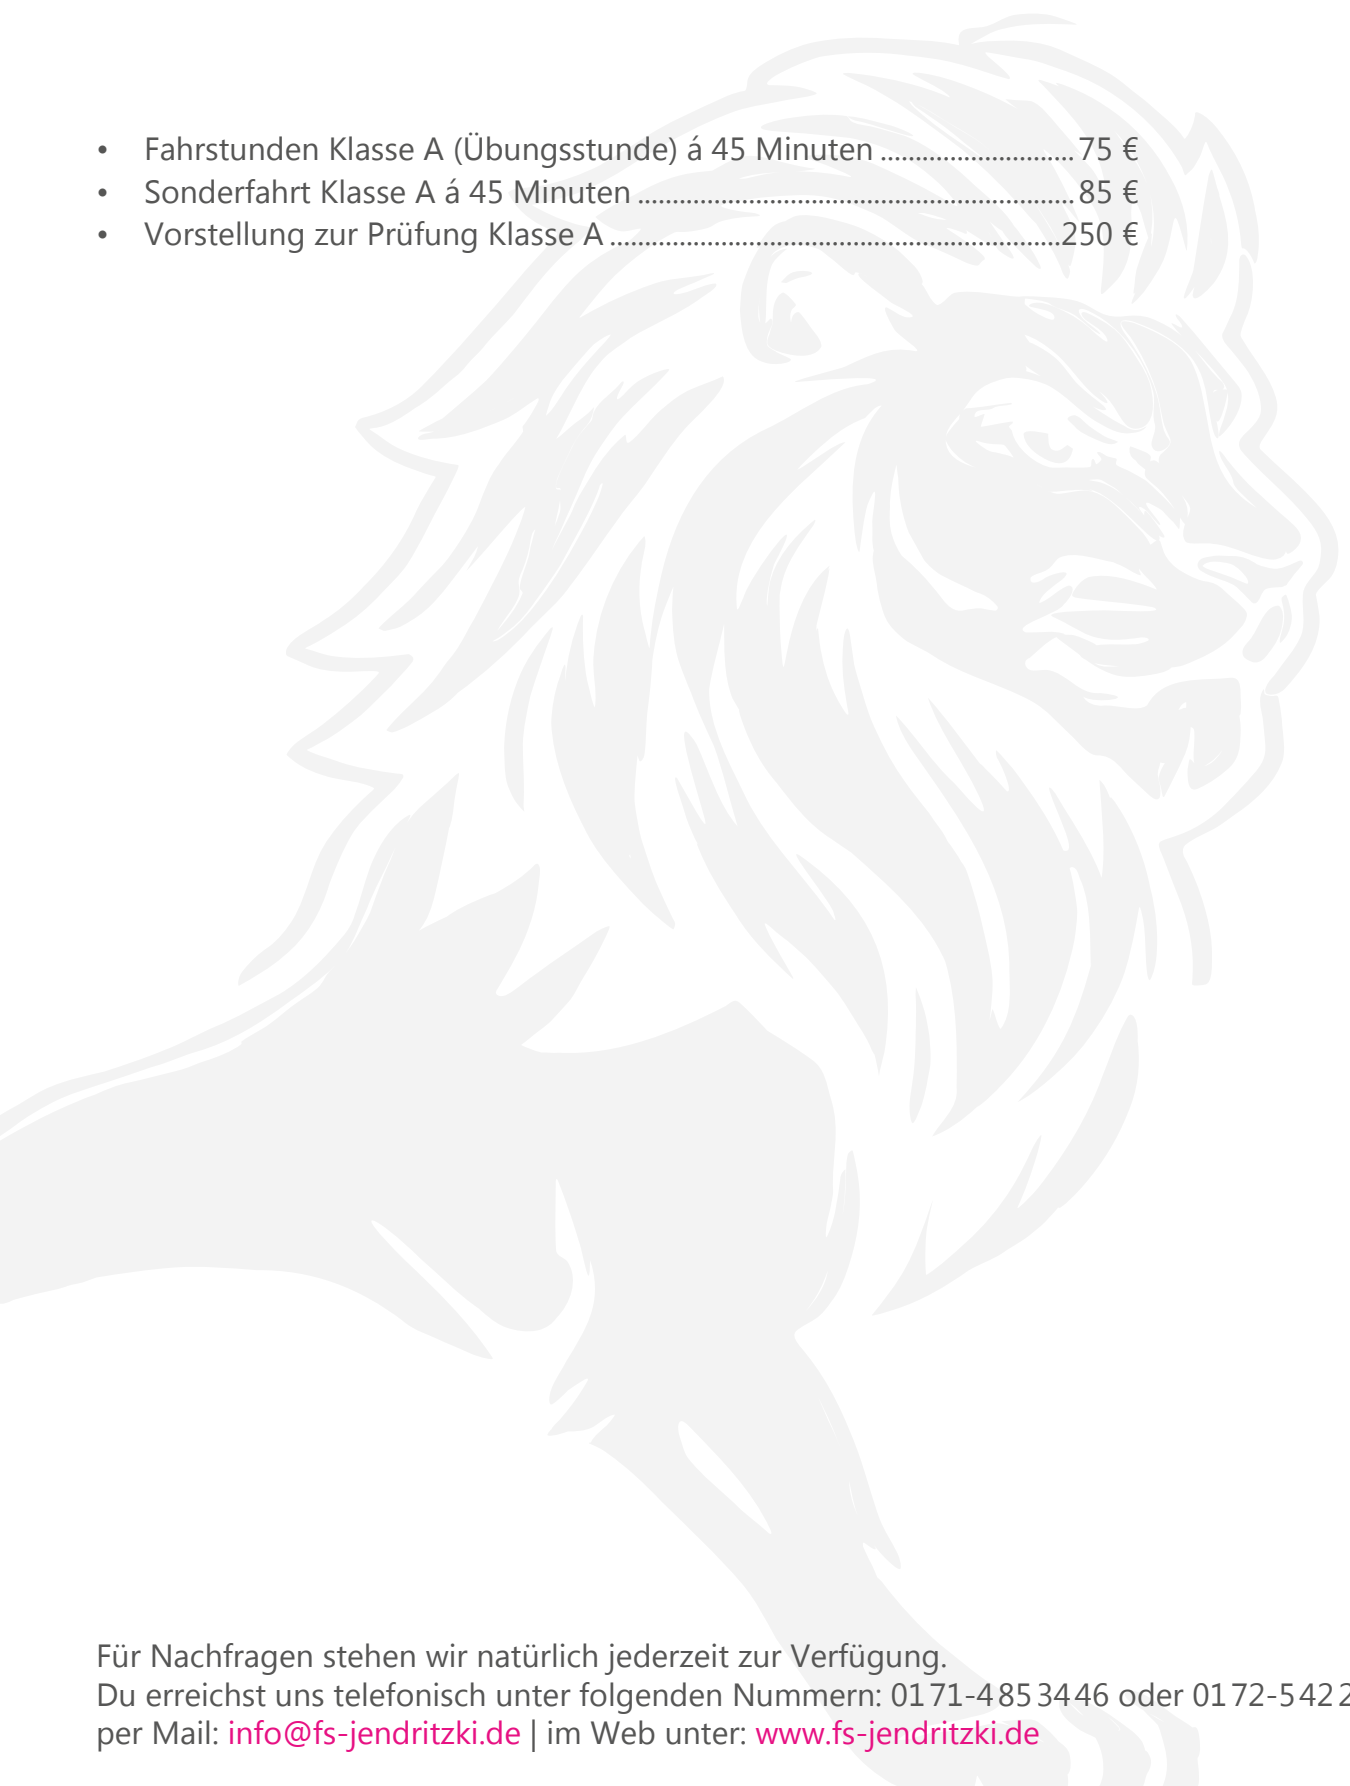 • Fahrstunden Klasse A (Übungsstunde) á 45 Minuten ............................ 75 €
• Sonderfahrt Klasse A á 45 Minuten ............................................................... 85 €
• Vorstellung zur Prüfung Klasse A .................................................................250 €
Für Nachfragen stehen wir natürlich jederzeit zur Verfügung.
Du erreichst uns telefonisch unter folgenden Nummern: 0171-4853446 oder 0172-5422
per Mail: info@fs-jendritzki.de | im Web unter: www.fs-jendritzki.de